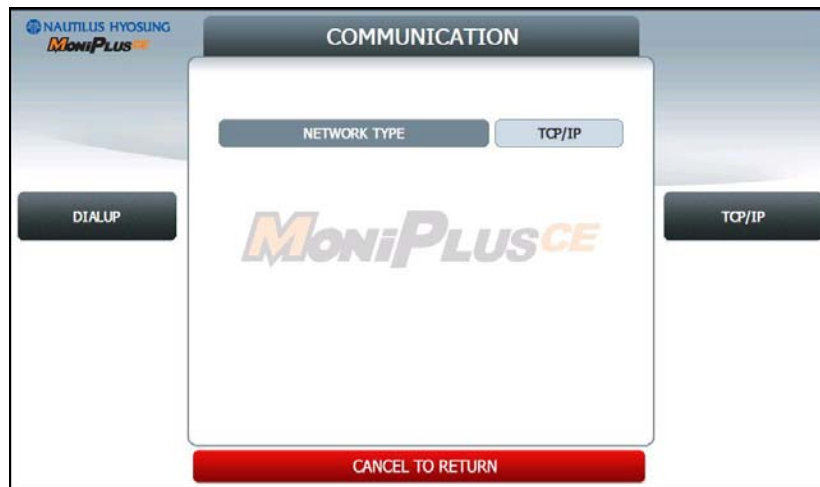 NAUTILUS HYOSUNG
MONIPLUSCE
COMMUNICATION
NETWORK TYPE
TCP/IP
DIALUP
TCP/IP
MONIPLUSCE
CANCEL TO RETURN